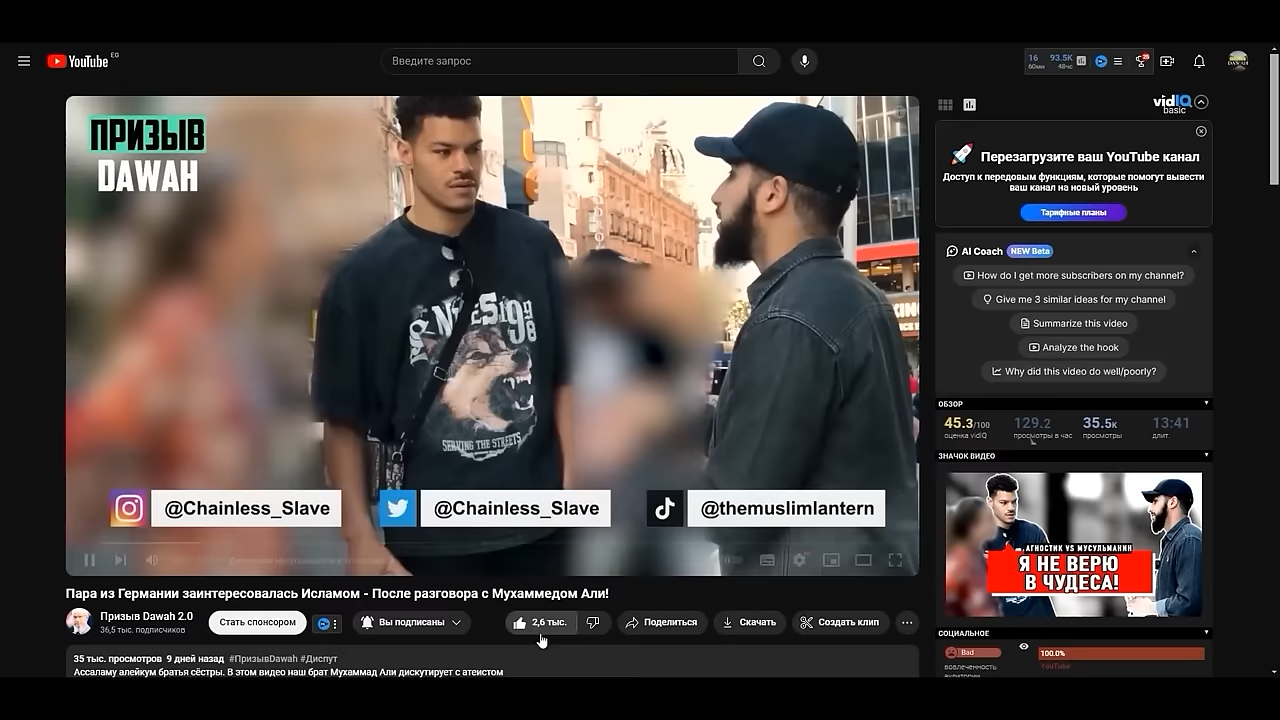 YouTube EG
Введите запрос
16 93.5K
60мн 48чс
28
vidIQ
basic
ПРИЗЫВ
DAWAH
SERVING THE STREETS
@Chainless_Slave
@Chainless_Slave
@themuslimlantern
Перезагрузите ваш YouTube канал
Доступ к передовым функциям, которые помогут вывести
ваш канал на новый уровень
Тарифные планы
AI Coach NEW Beta
How do I get more subscribers on my channel?
Give me 3 similar ideas for my channel
Summarize this video
Analyze the hook
Why did this video do well/poorly?
ОБЗОР
45.3/100 129.2 35.5K 13:41
оценка vidIQ просмотры в час просмотры длит.
ЗНАЧОК ВИДЕО
АГНОСТИК VS МУСУЛЬМАНИН
Я НЕ ВЕРЮ
В ЧУДЕСА!
СОЦИАЛЬНОЕ
Bad 100.0%
вовлеченность YouTube
Пара из Германии заинтересовалась Исламом - После разговора с Мухаммедом Али!
Призыв Dawah 2.0
36,5 тыс. подписчиков
Стать спонсором
Вы подписаны
2,6 тыс.
Поделиться
Скачать
Создать клип
35 тыс. просмотров 9 дней назад #ПризывDawah #Диспут
Ассаламу алейкум братья сёстры. В этом видео наш брат Мухаммад Али дискутирует с атеистом